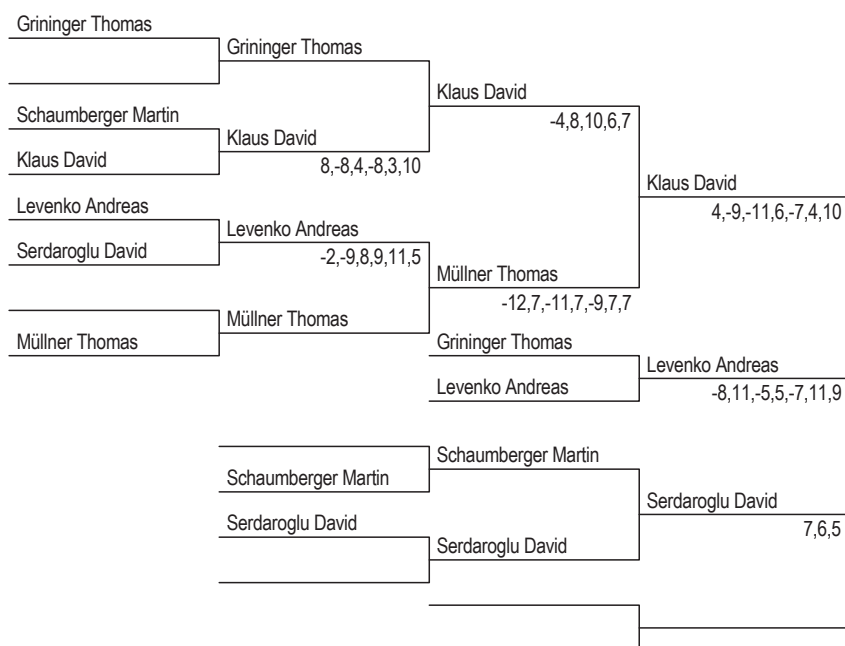 Grininger Thomas
Grininger Thomas
Klaus David
Schaumberger Martin
-4,8,10,6,7
Klaus David
Klaus David
8,-8,4,-8,3,10
Klaus David
Levenko Andreas
4,-9,-11,6,-7,4,10
Levenko Andreas
Serdaroglu David
-2,-9,8,9,11,5
Müllner Thomas
-12,7,-11,7,-9,7,7
Müllner Thomas
Müllner Thomas
Grininger Thomas
Levenko Andreas
Levenko Andreas
-8,11,-5,5,-7,11,9
Schaumberger Martin
Schaumberger Martin
Serdaroglu David
Serdaroglu David
7,6,5
Serdaroglu David